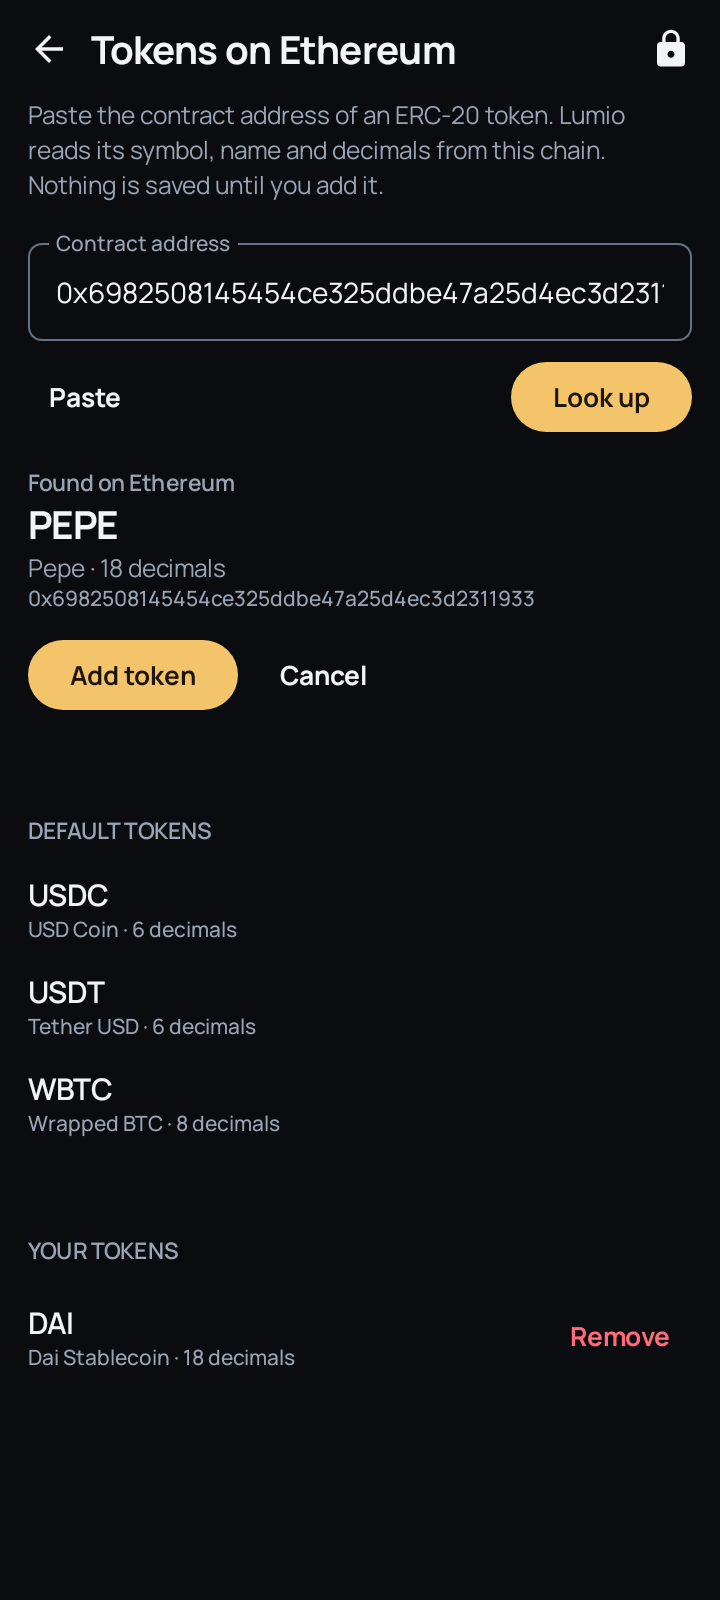 Tokens on Ethereum
Paste the contract address of an ERC-20 token. Lumio
reads its symbol, name and decimals from this chain.
Nothing is saved until you add it.
Contract address
0x6982508145454ce325ddbe47a25d4ec3d231
Paste
Look up
Found on Ethereum
PEPE
Pepe · 18 decimals
0x6982508145454ce325ddbe47a25d4ec3d2311933
Add token
Cancel
DEFAULT TOKENS
USDC
USD Coin · 6 decimals
USDT
Tether USD · 6 decimals
WBTC
Wrapped BTC · 8 decimals
YOUR TOKENS
DAI
Dai Stablecoin · 18 decimals
Remove